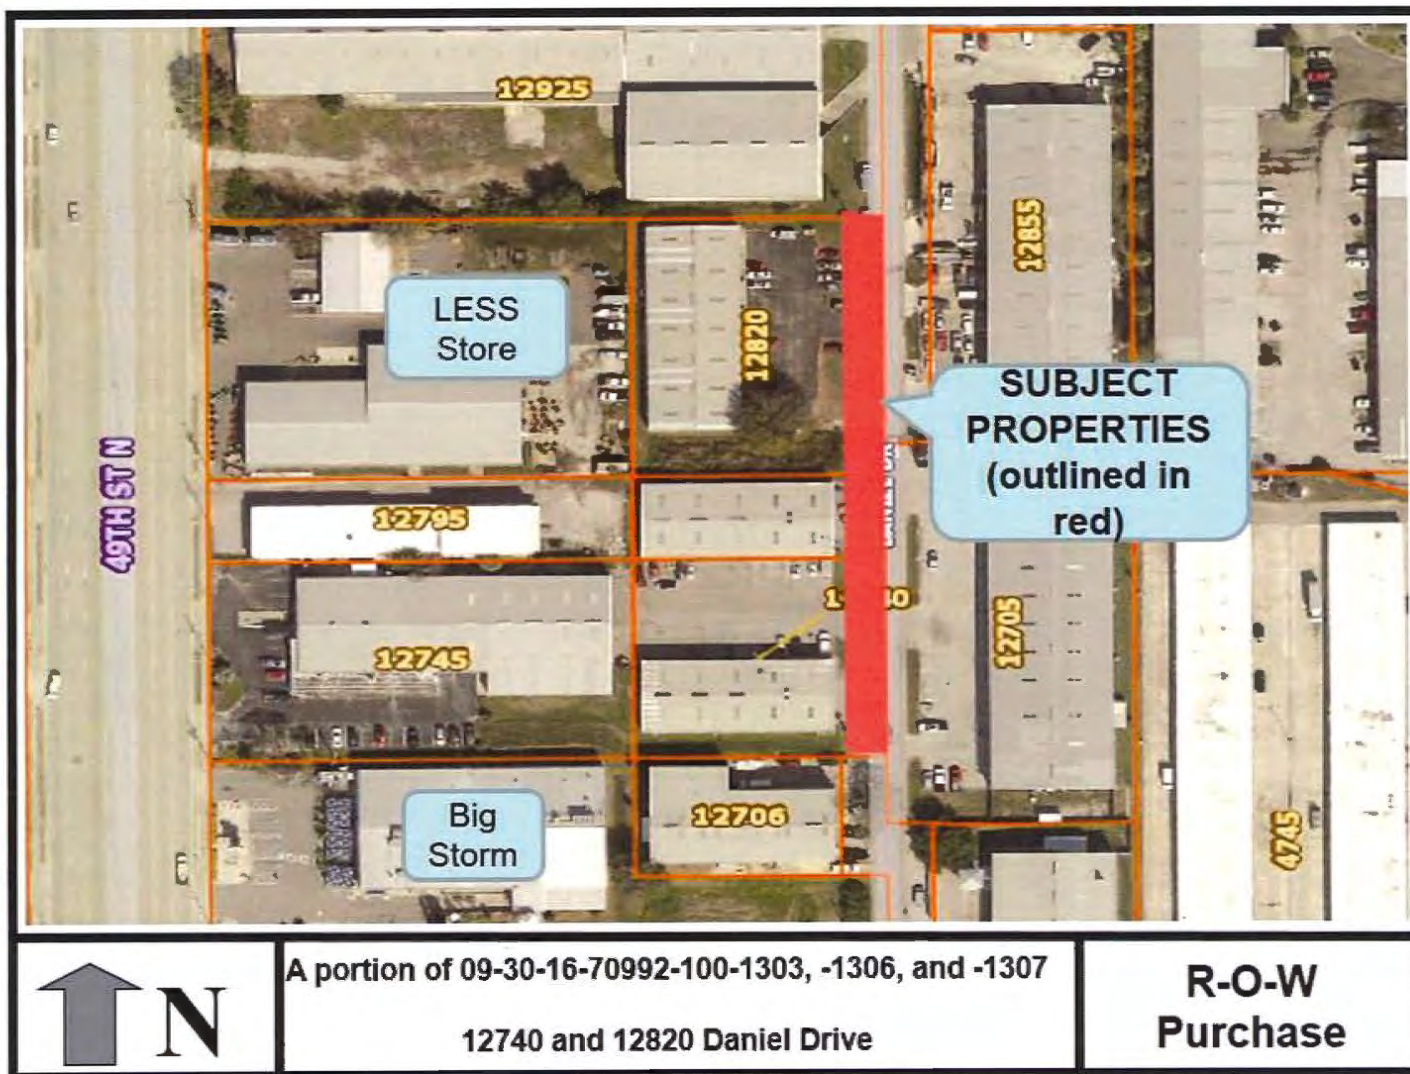 12925
12855
LESS
Store
12820
SUBJECT
PROPERTIES
(outlined in
red)
49TH ST N
12795
12705
12745
Big
Storm
12706
4745
N
A portion of 09-30-16-70992-100-1303, -1306, and -1307
12740 and 12820 Daniel Drive
R-O-W
Purchase